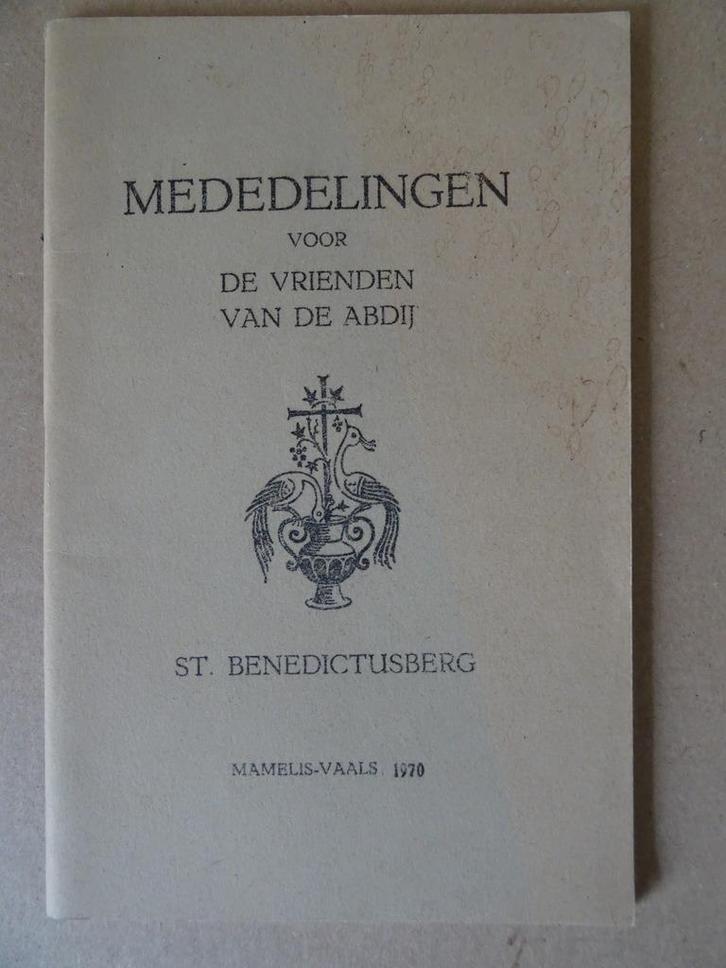 MEDEDELINGEN
VOOR
DE VRIENDEN
VAN DE ABDIJ
ST. BENEDICTUSBERG
MAMELIS-VAALS, 1970